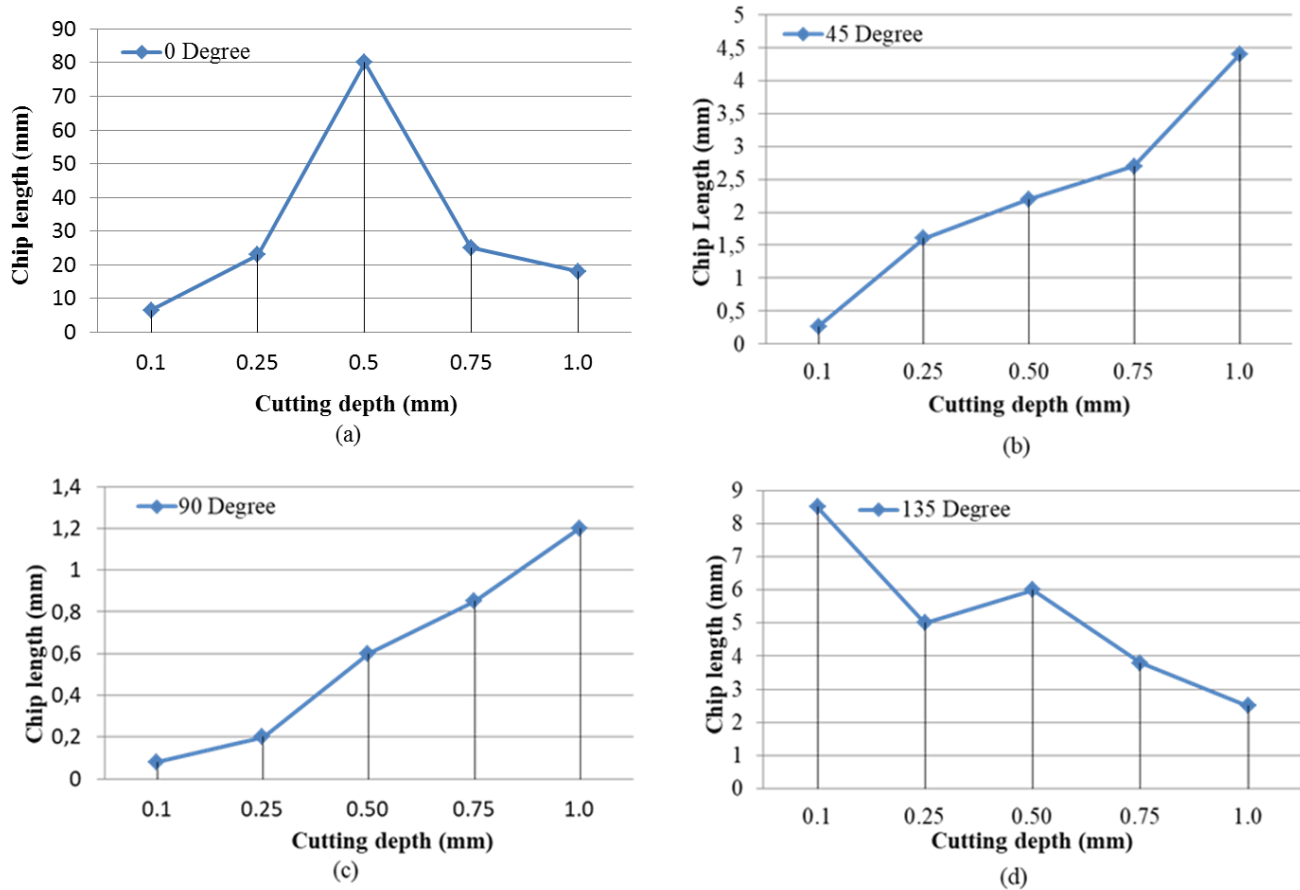 90
80
70
60
50
40
30
20
10
0
Chip length (mm)
0 Degree
0.1 0.25 0.5 0.75 1.0
Cutting depth (mm)
(a)
5
4,5
4
3,5
3
2,5
2
1,5
1
0,5
0
Chip Length (mm)
45 Degree
0.1 0.25 0.50 0.75 1.0
Cutting depth (mm)
(b)
1,4
1,2
1
0,8
0,6
0,4
0,2
0
Chip length (mm)
90 Degree
0.1 0.25 0.50 0.75 1.0
Cutting depth (mm)
(c)
9
8
7
6
5
4
3
2
1
0
Chip length (mm)
135 Degree
0.1 0.25 0.50 0.75 1.0
Cutting depth (mm)
(d)